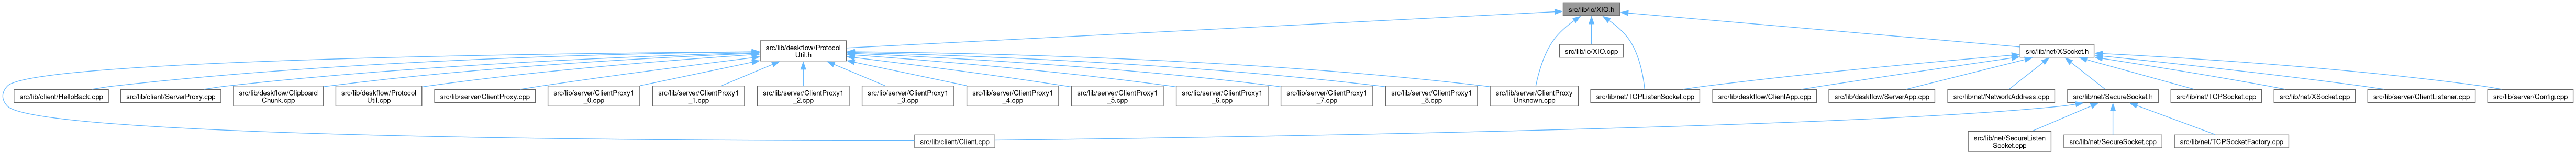 src/lib/io/XIO.h
src/lib/deskflow/Protocol
Util.h
src/lib/io/XIO.cpp
src/lib/net/XSocket.h
src/lib/client/HelloBack.cpp
src/lib/client/ServerProxy.cpp
src/lib/deskflow/Clipboard
Chunk.cpp
src/lib/deskflow/Protocol
Util.cpp
src/lib/server/ClientProxy.cpp
src/lib/server/ClientProxy1
_0.cpp
src/lib/server/ClientProxy1
_1.cpp
src/lib/server/ClientProxy1
_2.cpp
src/lib/server/ClientProxy1
_3.cpp
src/lib/server/ClientProxy1
_4.cpp
src/lib/server/ClientProxy1
_5.cpp
src/lib/server/ClientProxy1
_6.cpp
src/lib/server/ClientProxy1
_7.cpp
src/lib/server/ClientProxy1
_8.cpp
src/lib/server/ClientProxy
Unknown.cpp
src/lib/net/TCPListenSocket.cpp
src/lib/deskflow/ClientApp.cpp
src/lib/deskflow/ServerApp.cpp
src/lib/net/NetworkAddress.cpp
src/lib/net/SecureSocket.h
src/lib/net/TCPSocket.cpp
src/lib/net/XSocket.cpp
src/lib/server/ClientListener.cpp
src/lib/server/Config.cpp
src/lib/client/Client.cpp
src/lib/net/SecureListen
Socket.cpp
src/lib/net/SecureSocket.cpp
src/lib/net/TCPSocketFactory.cpp